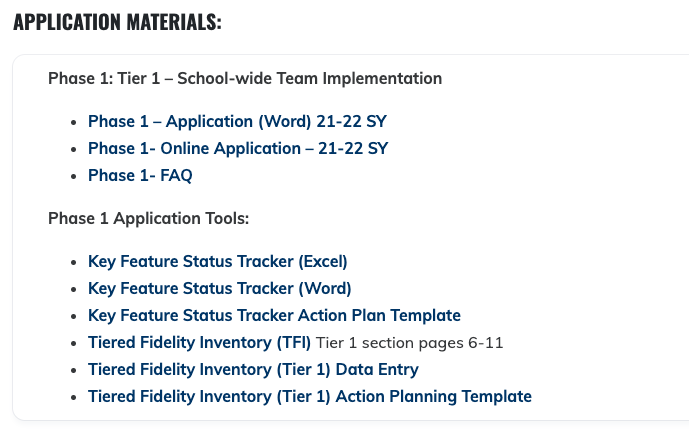 APPLICATION MATERIALS:
Phase 1: Tier 1 – School-wide Team Implementation
• Phase 1 – Application (Word) 21-22 SY
• Phase 1- Online Application – 21-22 SY
• Phase 1- FAQ
Phase 1 Application Tools:
• Key Feature Status Tracker (Excel)
• Key Feature Status Tracker (Word)
• Key Feature Status Tracker Action Plan Template
• Tiered Fidelity Inventory (TFI) Tier 1 section pages 6-11
• Tiered Fidelity Inventory (Tier 1) Data Entry
• Tiered Fidelity Inventory (Tier 1) Action Planning Template